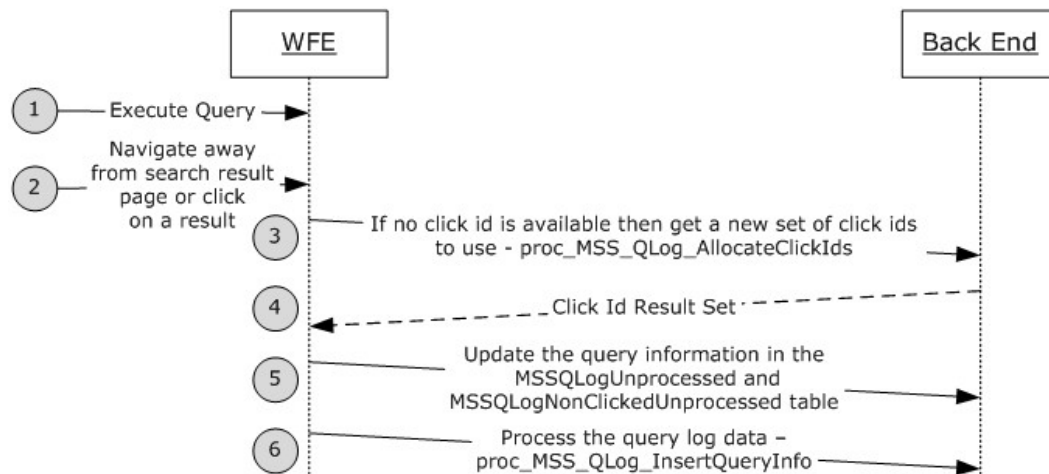 WFE
Back End
1
Execute Query
2
Navigate away
from search result
page or click
on a result
3
If no click id is available then get a new set of click ids
to use - proc_MSS_QLog_AllocateClickIds
4
Click Id Result Set
5
Update the query information in the
MSSQLogUnprocessed and
MSSQLogNonClickedUnprocessed table
6
Process the query log data –
proc_MSS_QLog_InsertQueryInfo